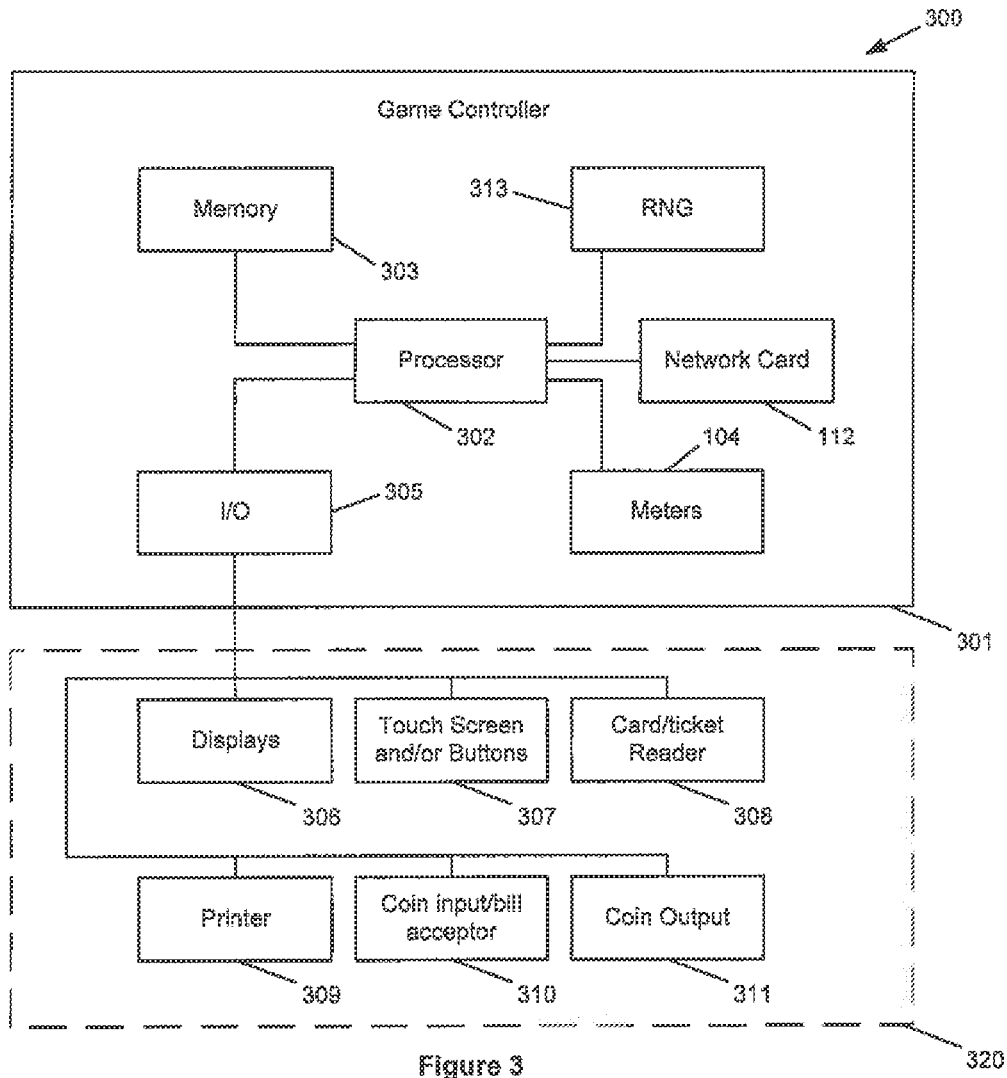 300
Game Controller
Memory
303
313
RNG
Processor
302
Network Card
112
I/O
305
104
Meters
301
Displays
306
Touch Screen
and/or Buttons
307
Card/ticket
Reader
308
Printer
309
Coin input/bill
acceptor
310
Coin Output
311
320
Figure 3